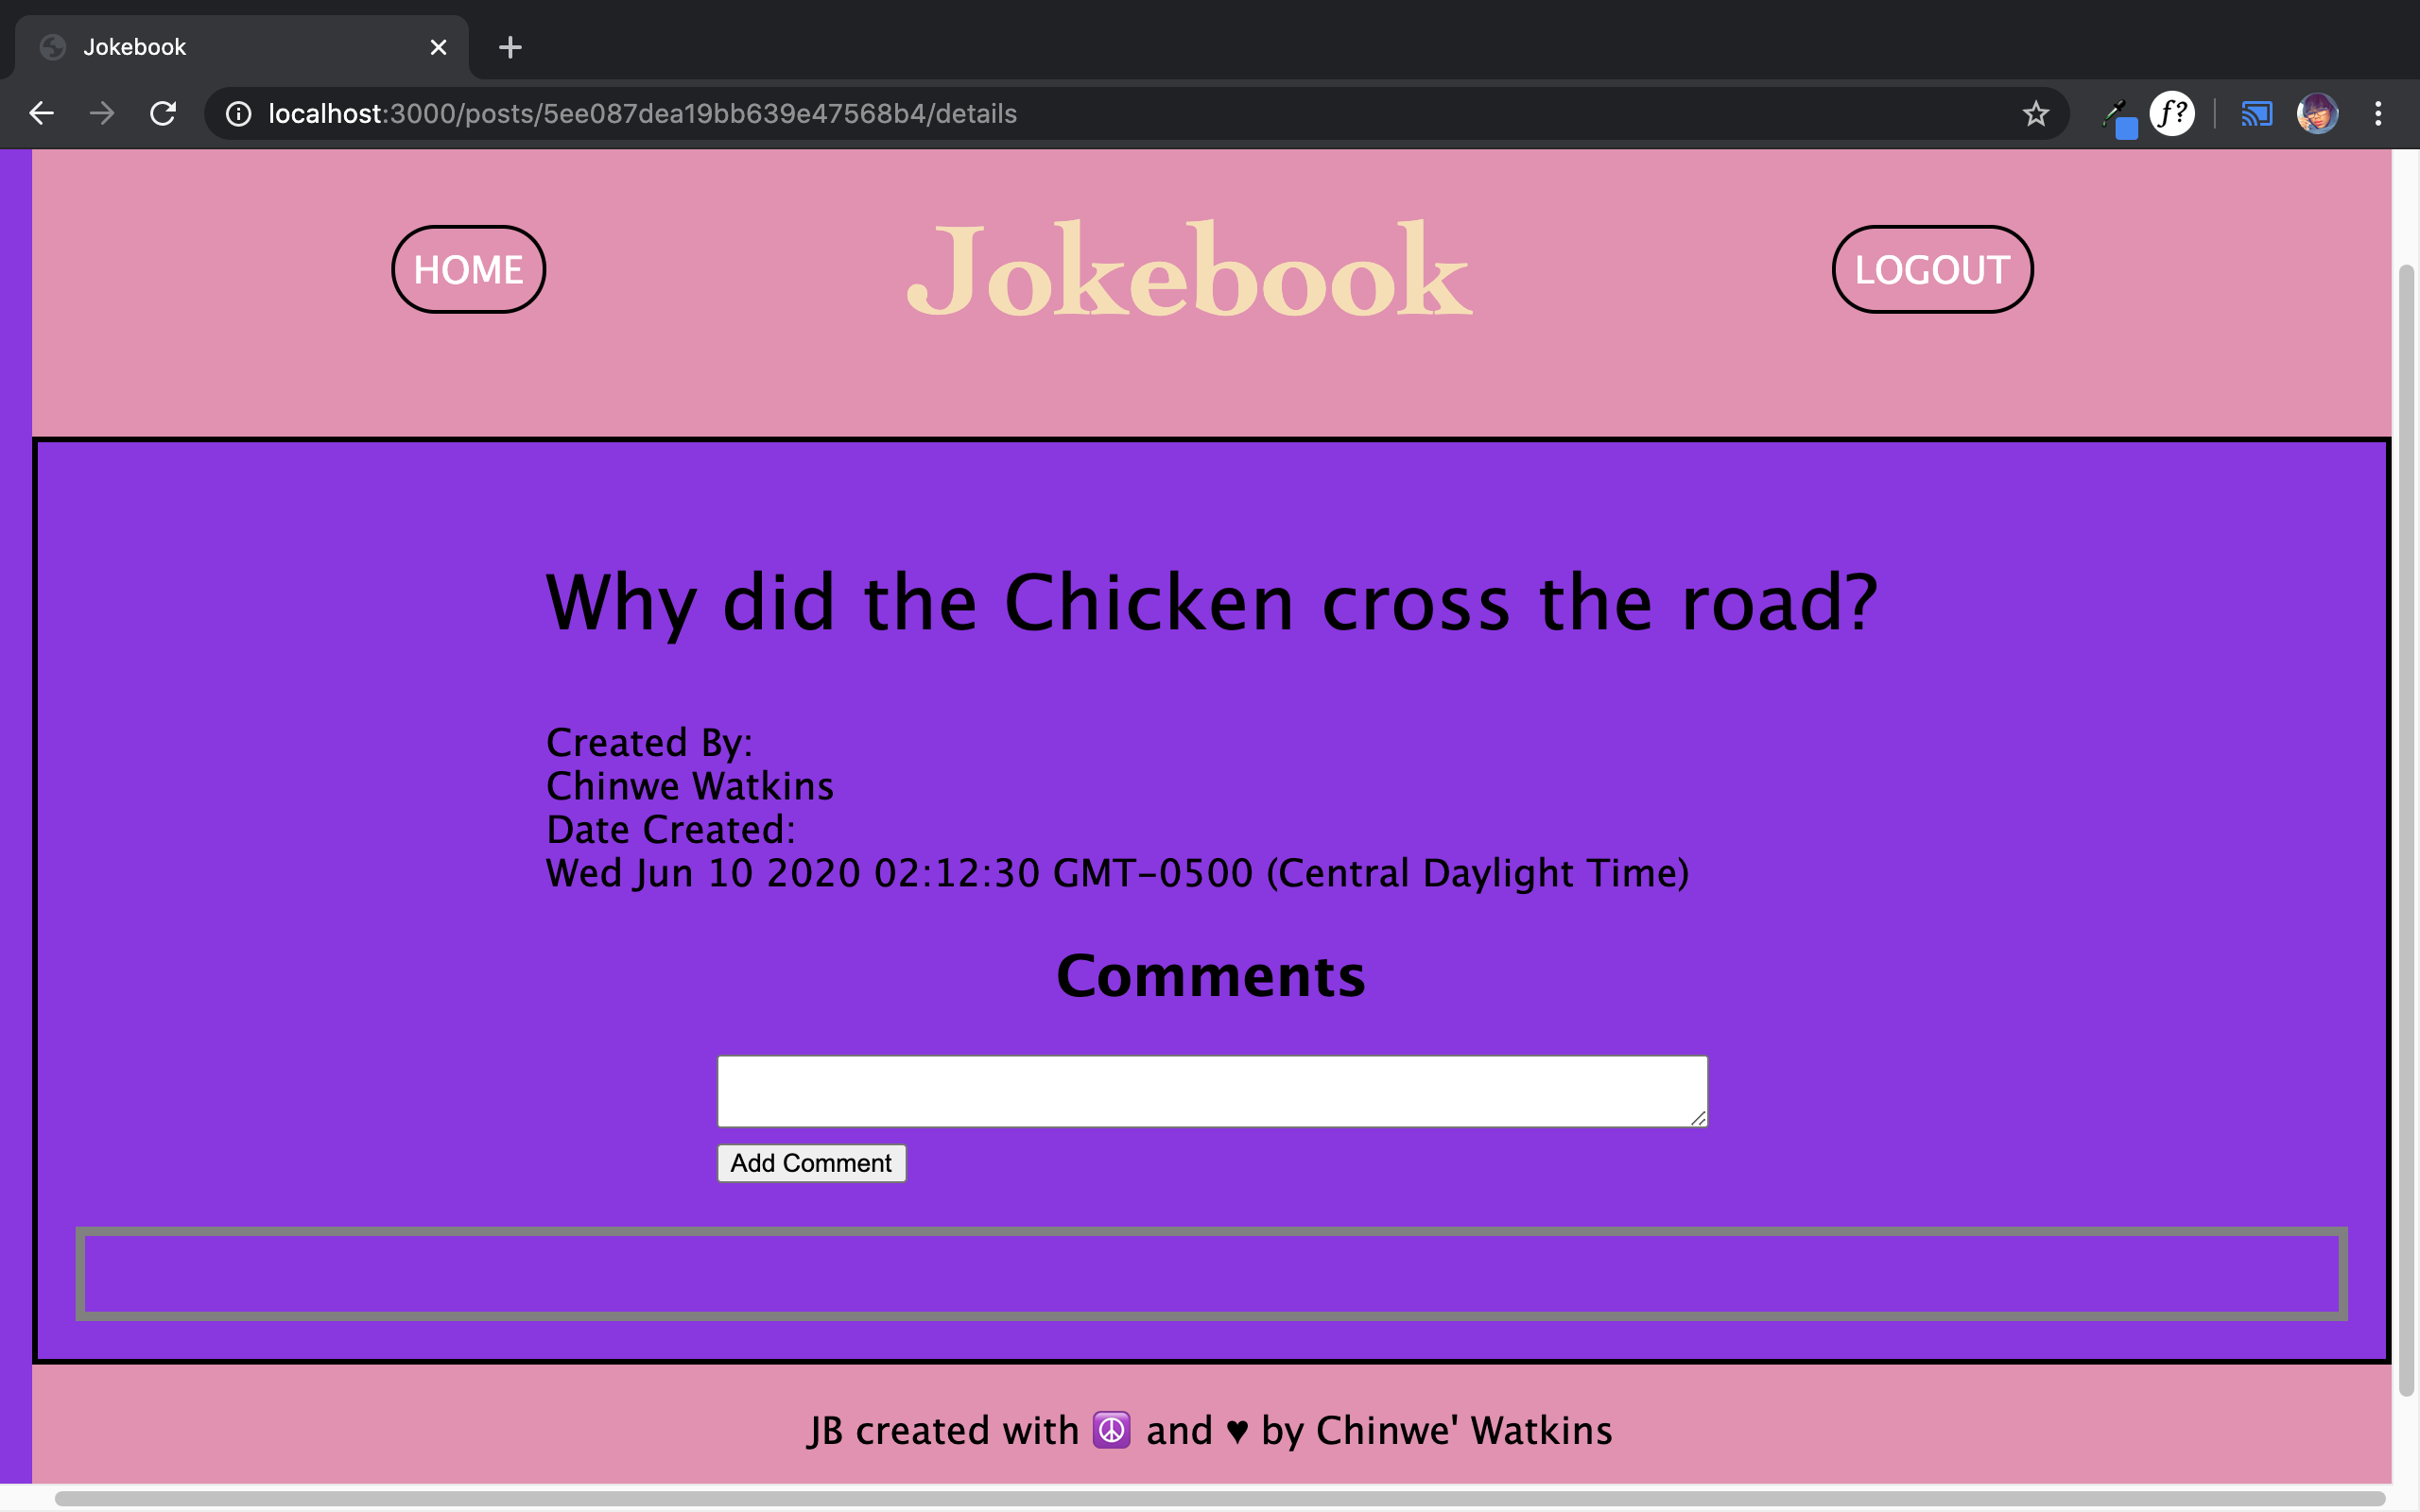 Jokebook
localhost:3000/posts/5ee087dea19bb639e47568b4/details
f?
HOME
Jokebook
LOGOUT
Why did the Chicken cross the road?
Created By:
Chinwe Watkins
Date Created:
Wed Jun 10 2020 02:12:30 GMT-0500 (Central Daylight Time)
Comments
Add Comment
JB created with ☮️ and ♥ by Chinwe' Watkins